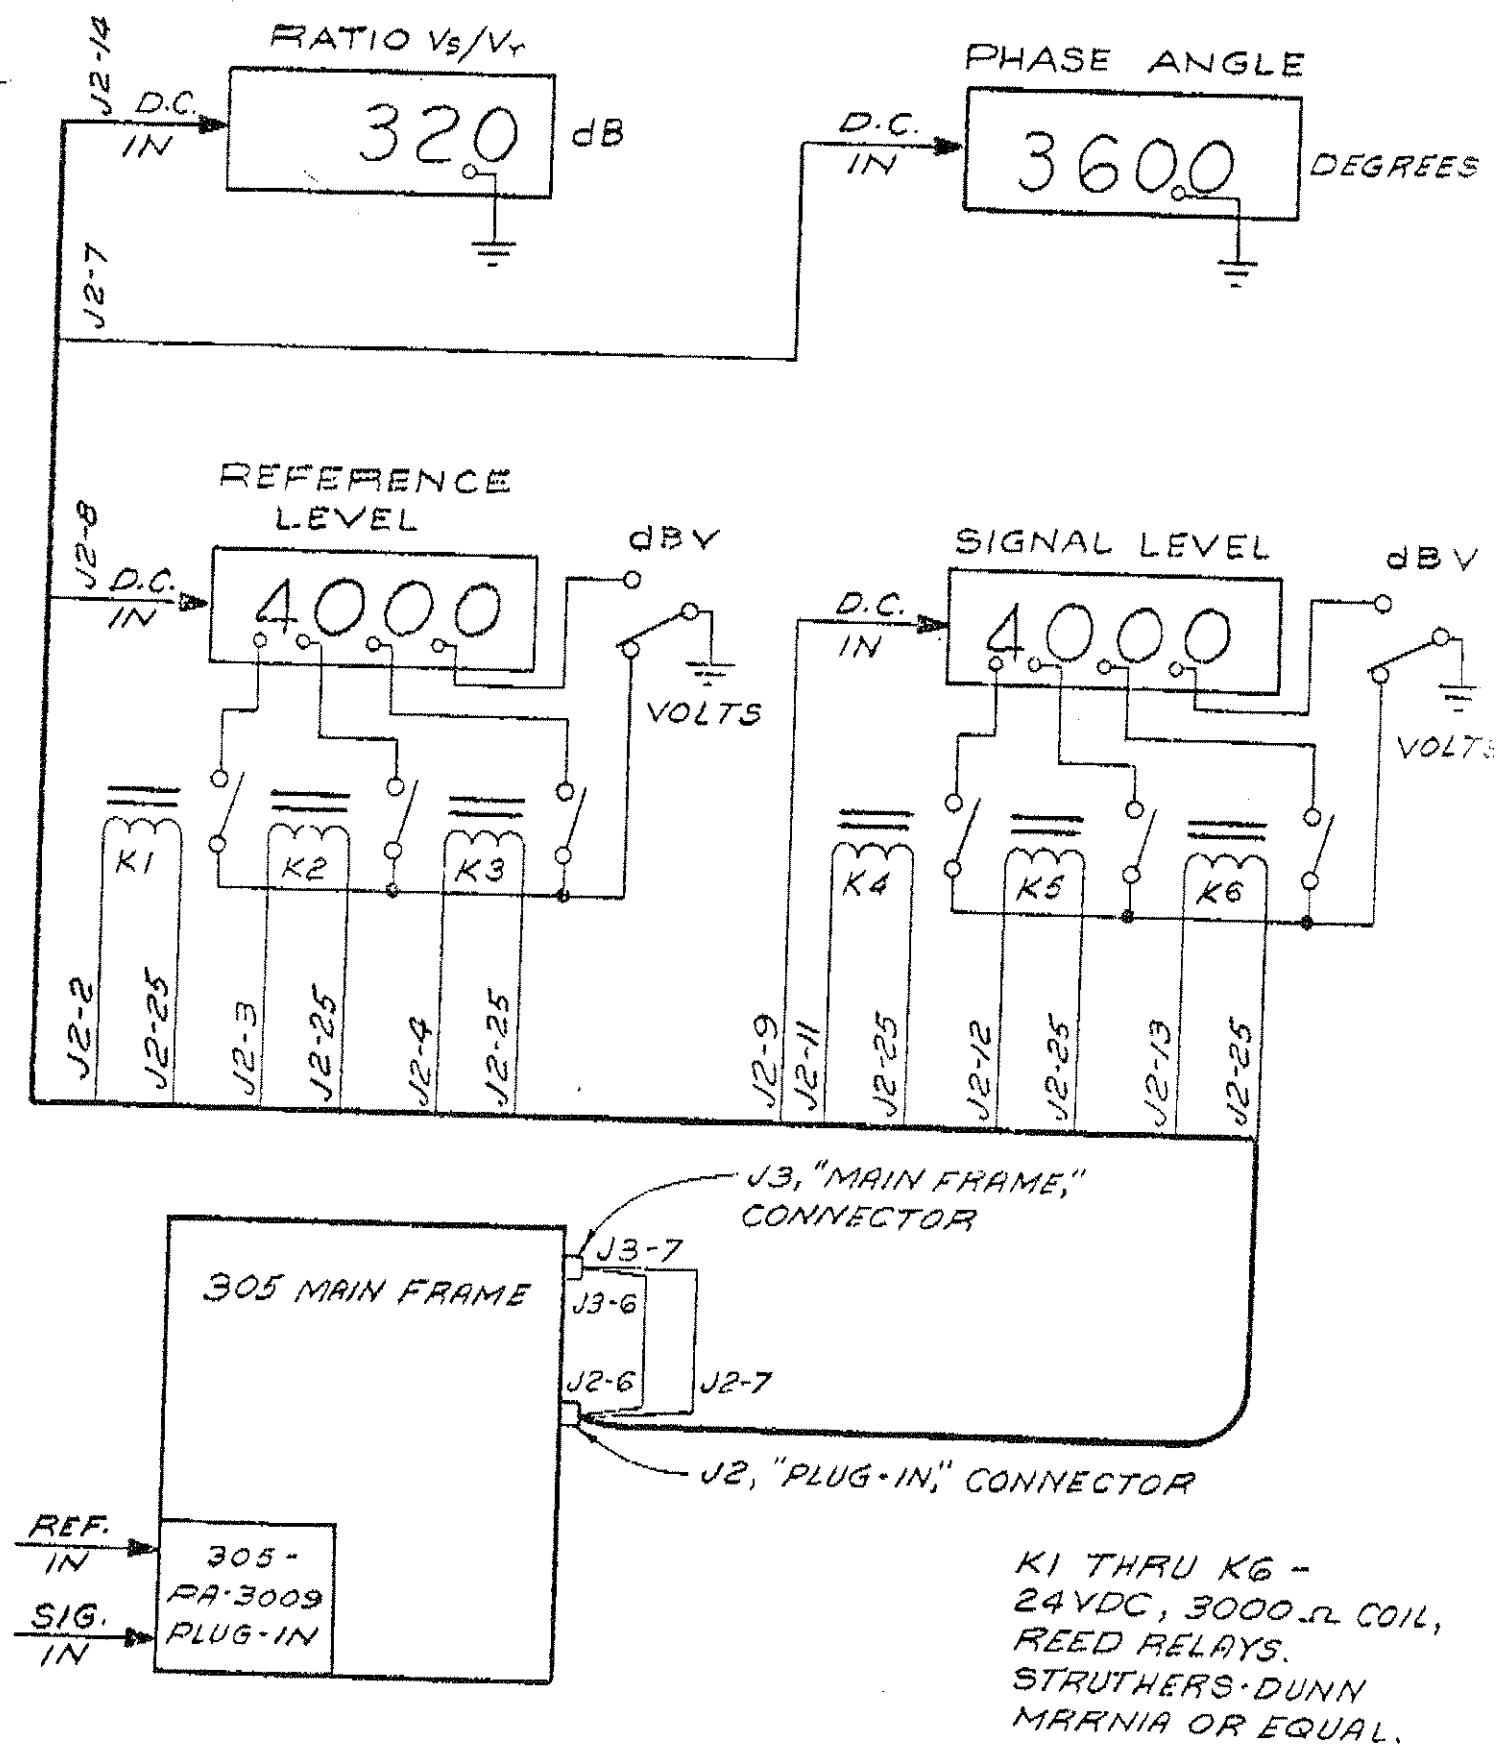 J2-14
RATIO VS/Vr
D.C.
IN
320
dB
PHASE ANGLE
D.C.
IN
3600
DEGREES
J2-7
REFERENCE
LEVEL
J2-8
D.C.
IN
4000
dBV
VOLTS
SIGNAL LEVEL
D.C.
IN
4000
dBV
VOLTS
K1
K2
K3
K4
K5
K6
J2-2
J2-25
J2-3
J2-25
J2-4
J2-25
J2-9
J2-11
J2-25
J2-12
J2-25
J2-13
J2-25
J3, "MAIN FRAME,"
CONNECTOR
305 MAIN FRAME
J3-7
J3-6
J2-6
J2-7
J2, "PLUG-IN," CONNECTOR
REF.
IN
SIG.
IN
305-
PA-3009
PLUG-IN
K1 THRU K6 -
24VDC, 3000Ω COIL,
REED RELAYS.
STRUTHERS-DUNN
MRRN1A OR EQUAL.